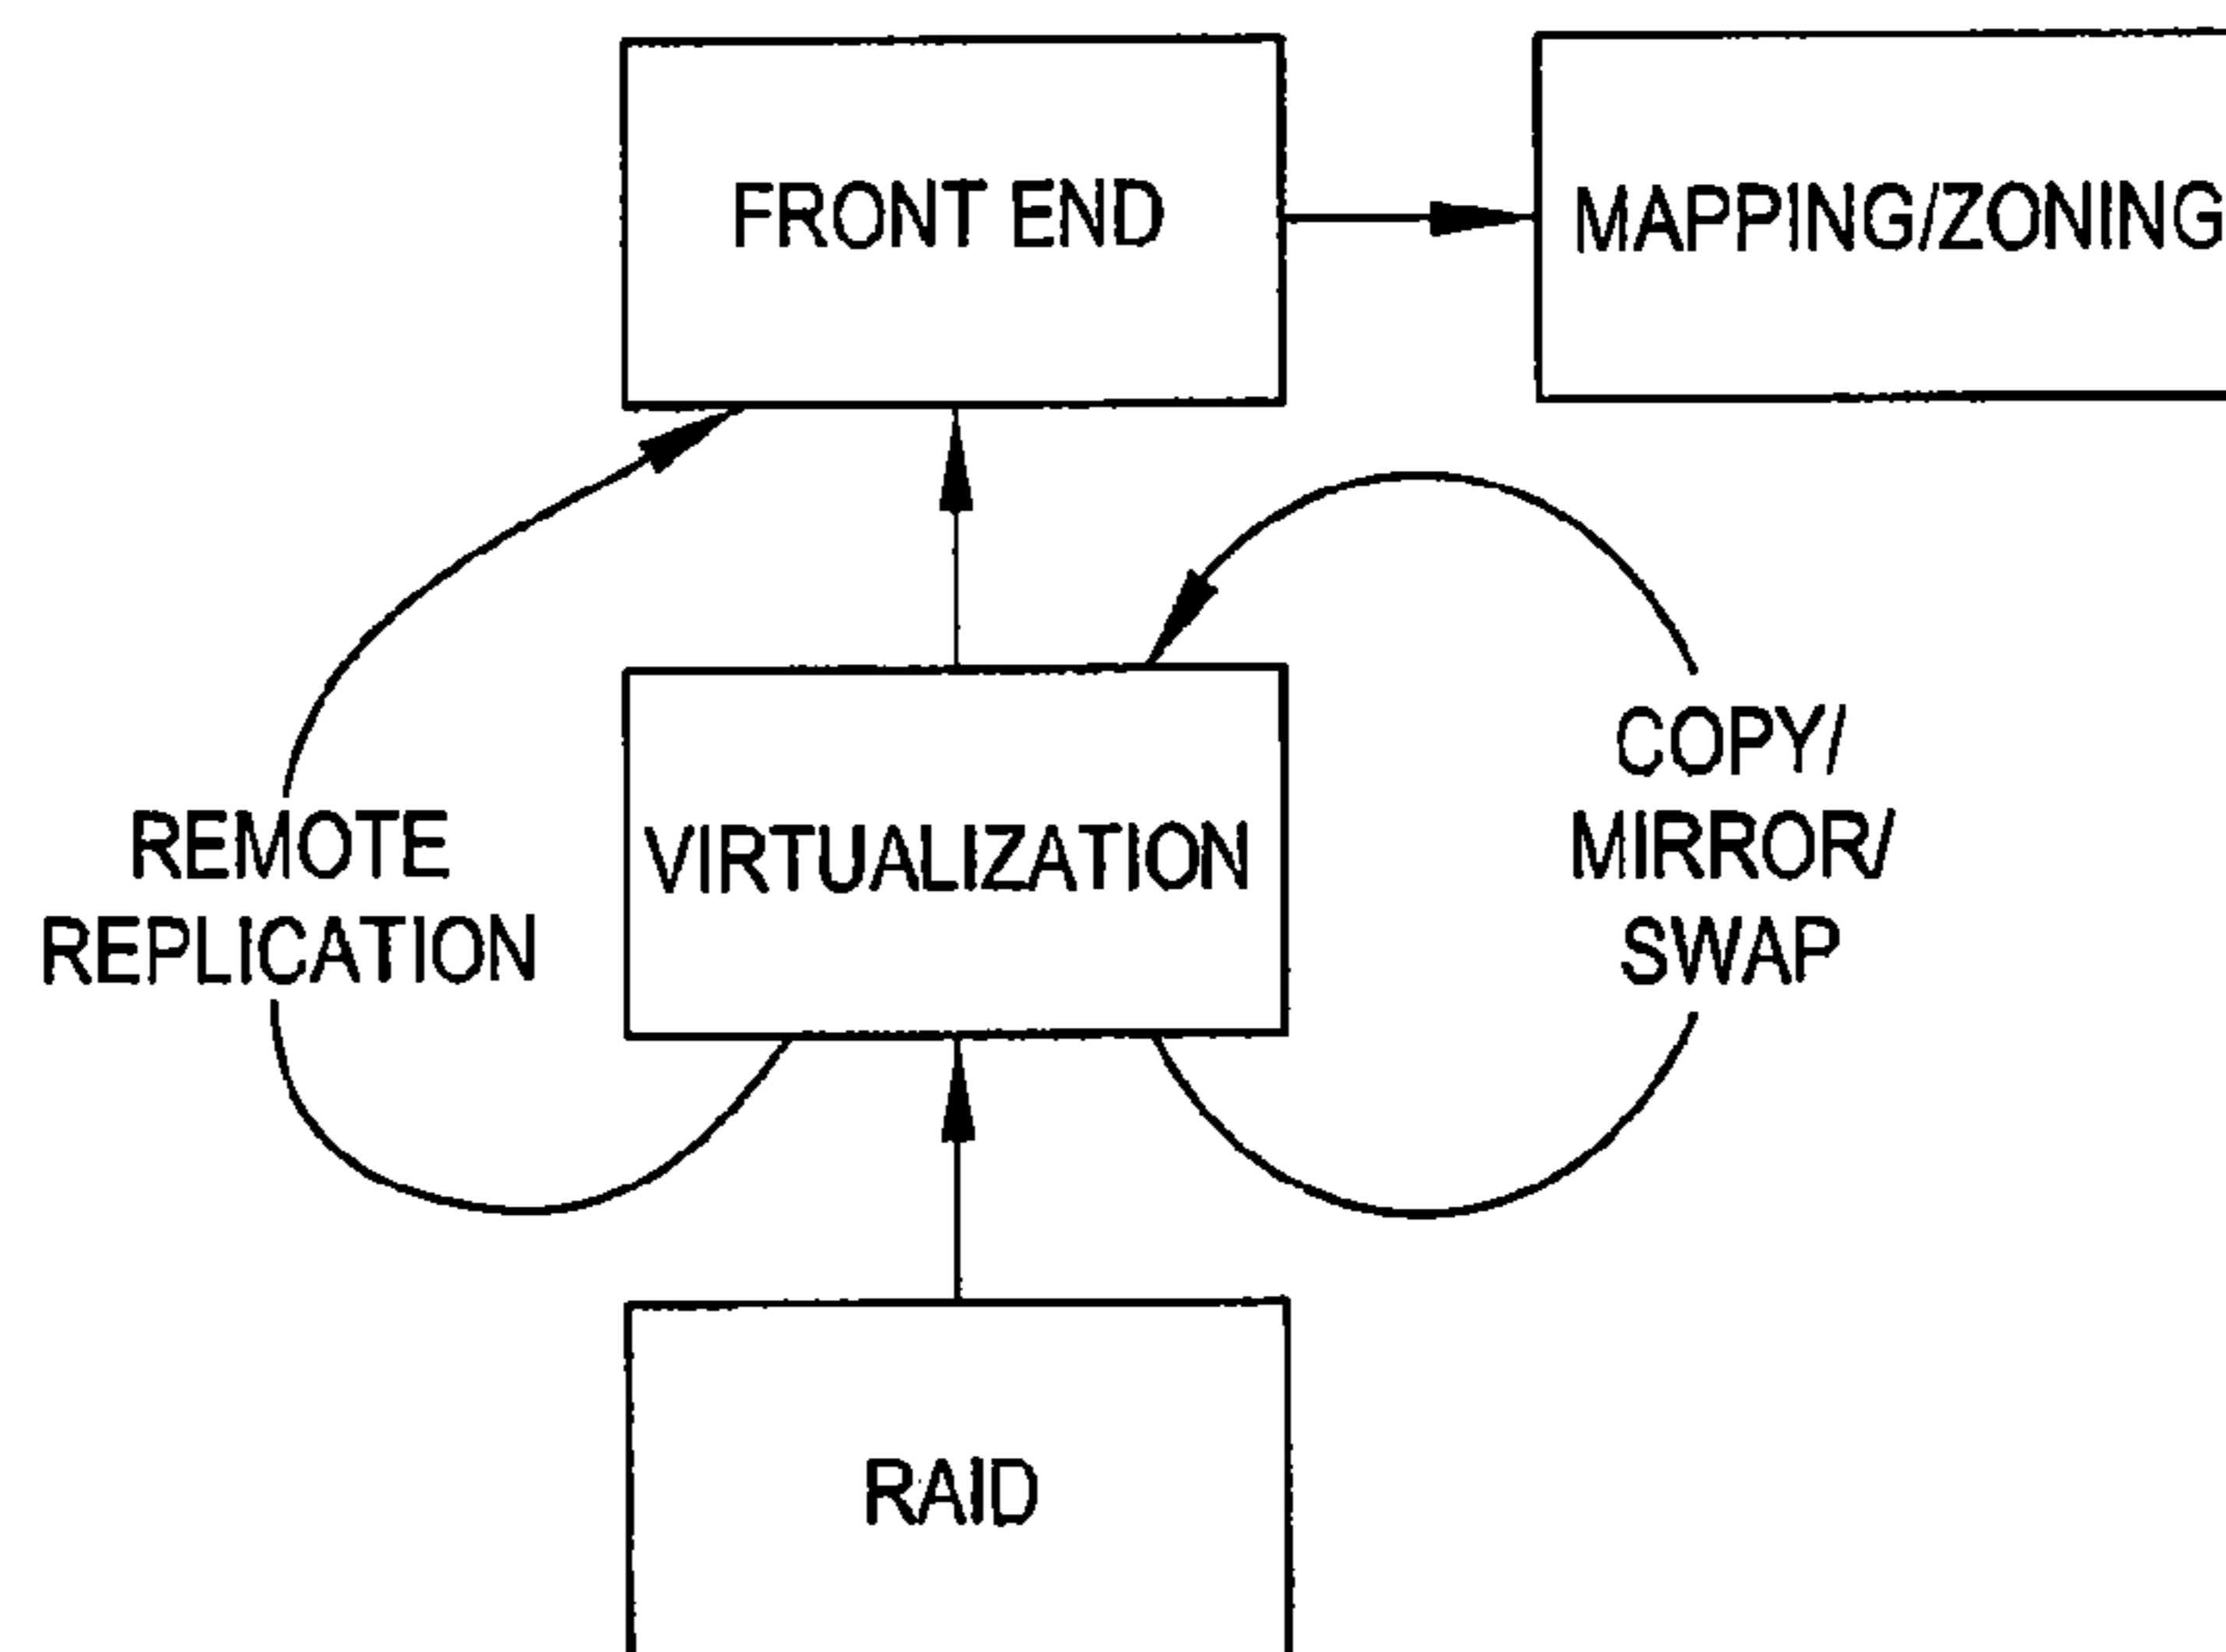 FRONT END
MAPPING/ZONING
REMOTE
REPLICATION
VIRTUALIZATION
COPY/
MIRROR/
SWAP
RAID